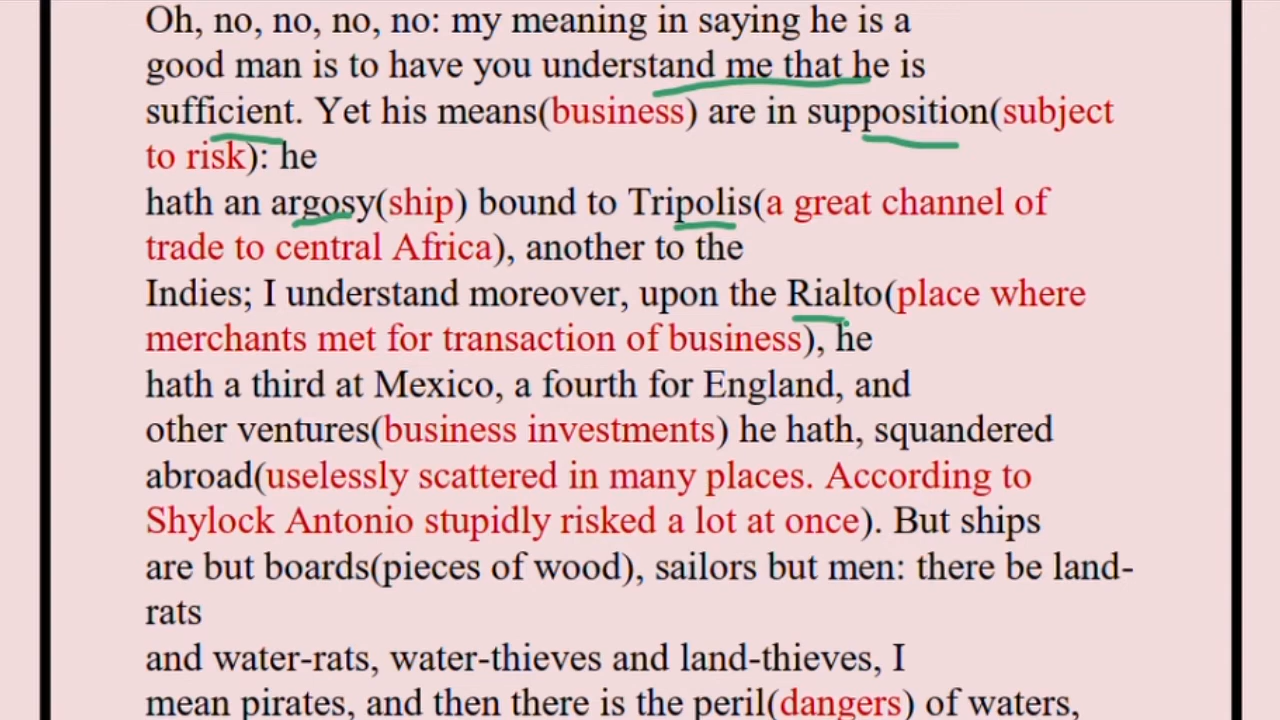 Oh, no, no, no, no: my meaning in saying he is a
good man is to have you understand me that he is
sufficient. Yet his means(business) are in supposition(subject
to risk): he
hath an argosy(ship) bound to Tripolis(a great channel of
trade to central Africa), another to the
Indies; I understand moreover, upon the Rialto(place where
merchants met for transaction of business), he
hath a third at Mexico, a fourth for England, and
other ventures(business investments) he hath, squandered
abroad(uselessly scattered in many places. According to
Shylock Antonio stupidly risked a lot at once). But ships
are but boards(pieces of wood), sailors but men: there be land-
rats
and water-rats, water-thieves and land-thieves, I
mean pirates, and then there is the peril(dangers) of waters,